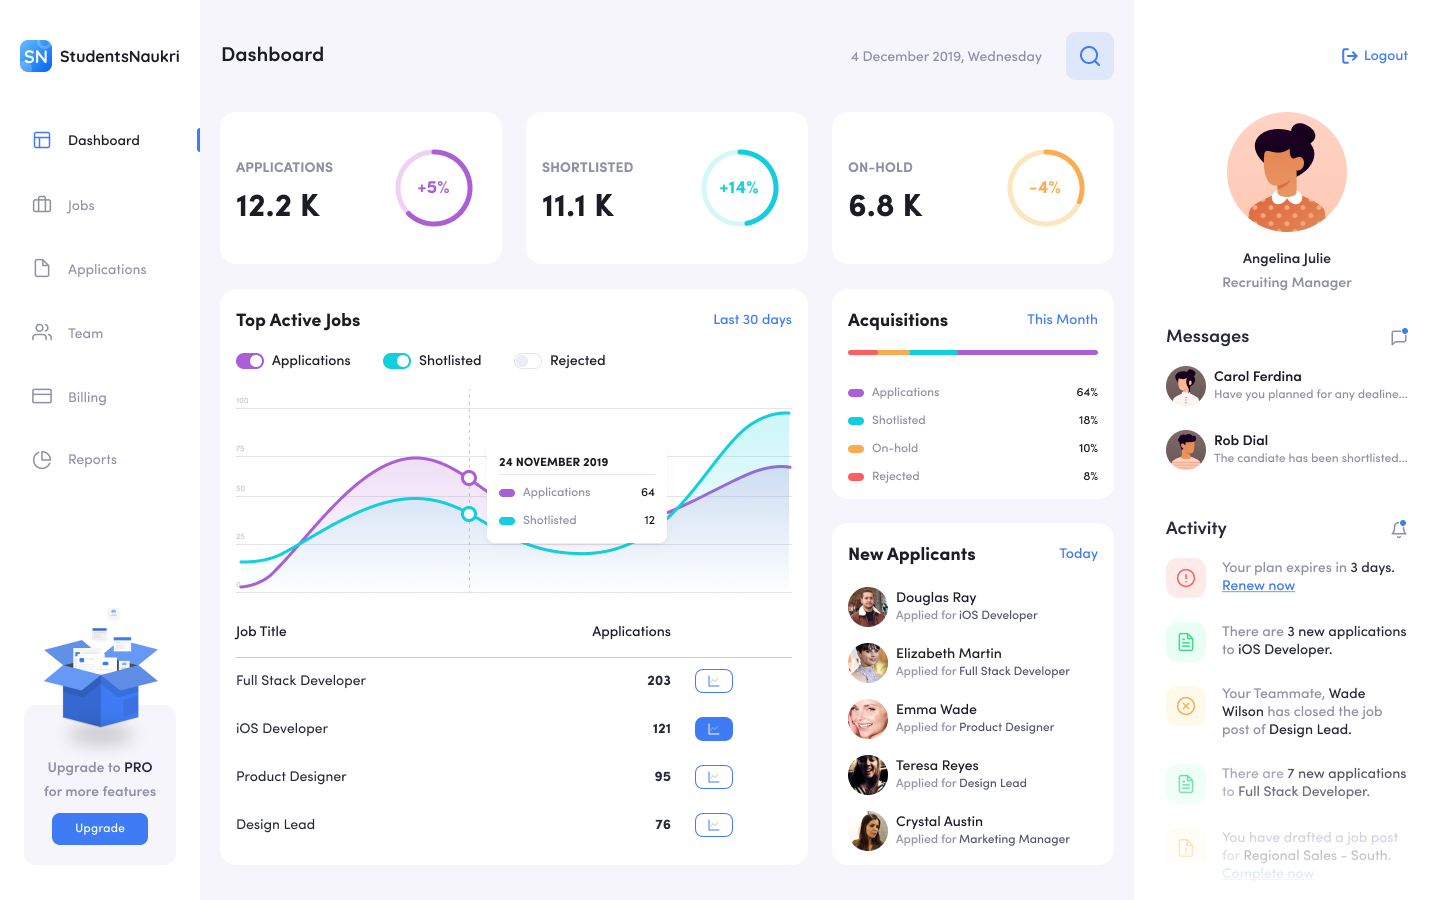 SN StudentsNaukri
Dashboard
Jobs
Applications
Team
Billing
Reports
Upgrade to PRO
for more features
Upgrade
Dashboard
4 December 2019, Wednesday
APPLICATIONS
12.2 K
+5%
SHORTLISTED
11.1 K
+14%
ON-HOLD
6.8 K
-4%
Top Active Jobs
Last 30 days
Applications
Shotlisted
Rejected
100
75
50
25
0
24 NOVEMBER 2019
Applications 64
Shotlisted 12
Job Title Applications
Full Stack Developer 203
iOS Developer 121
Product Designer 95
Design Lead 76
Acquisitions
This Month
Applications 64%
Shotlisted 18%
On-hold 10%
Rejected 8%
New Applicants
Today
Douglas Ray
Applied for iOS Developer
Elizabeth Martin
Applied for Full Stack Developer
Emma Wade
Applied for Product Designer
Teresa Reyes
Applied for Design Lead
Crystal Austin
Applied for Marketing Manager
Logout
Angelina Julie
Recruiting Manager
Messages
Carol Ferdina
Have you planned for any dealine...
Rob Dial
The candiate has been shortlisted...
Activity
Your plan expires in 3 days.
Renew now
There are 3 new applications
to iOS Developer.
Your Teammate, Wade
Wilson has closed the job
post of Design Lead.
There are 7 new applications
to Full Stack Developer.
You have drafted a job post
for Regional Sales - South.
Complete now